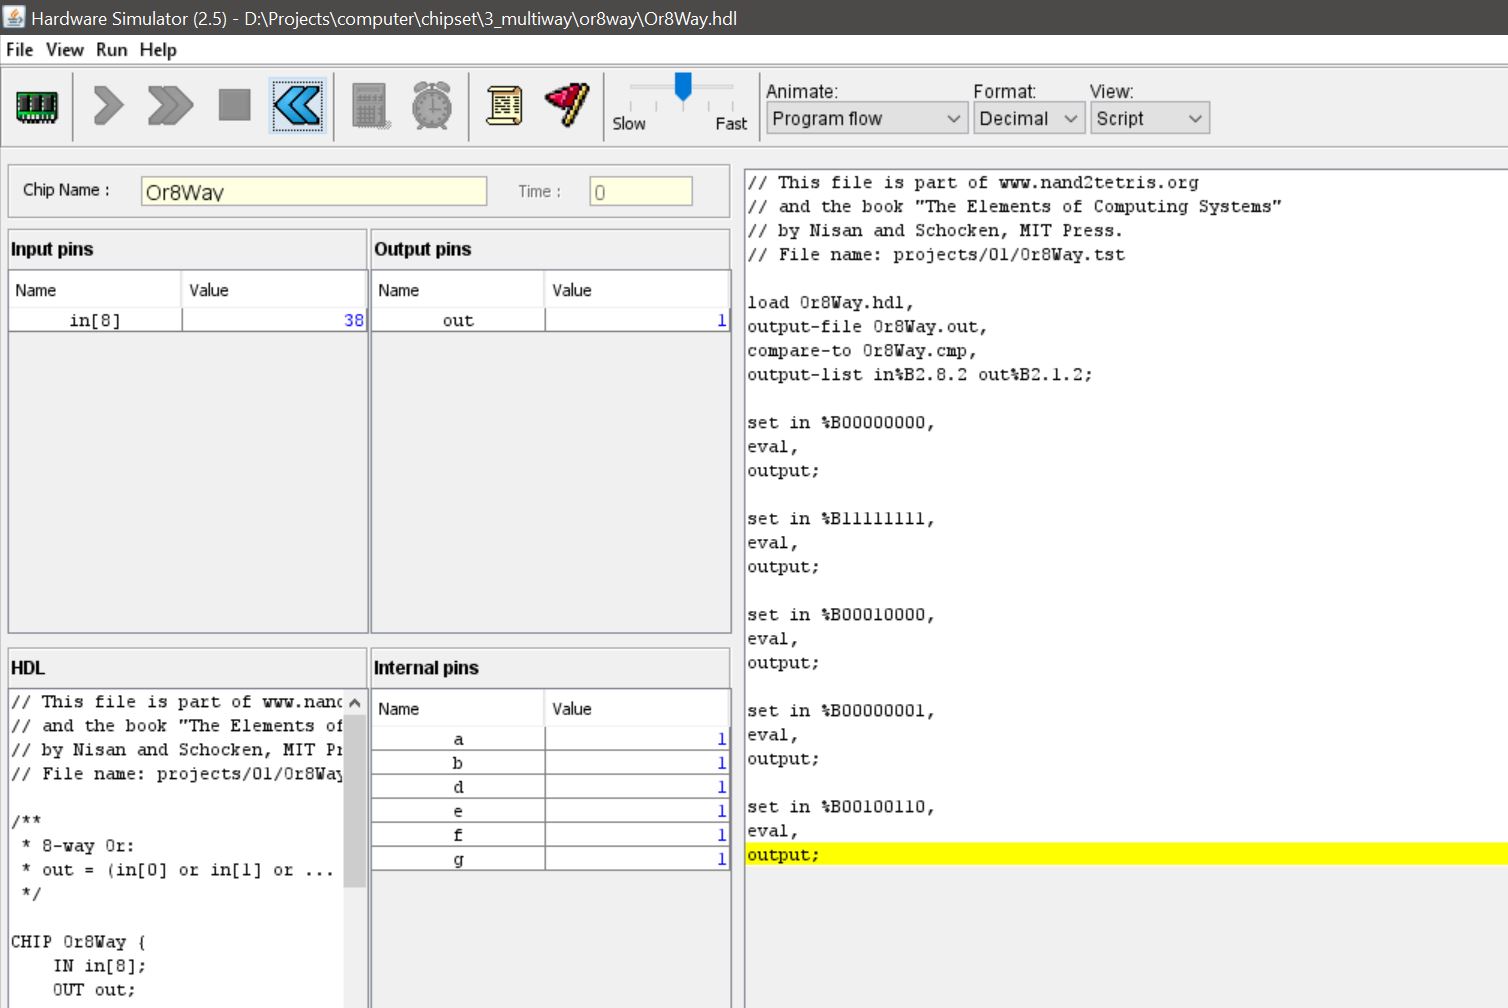 Hardware Simulator (2.5) - D:\Projects\computer\chipset\3_multiway\or8way\Or8Way.hdl
File View Run Help
Slow Fast
Animate: Format: View:
Program flow Decimal Script
Chip Name : Or8Way Time : 0
Input pins
Name Value
in[8] 38
Output pins
Name Value
out 1
HDL
// This file is part of www.nand
// and the book "The Elements of
// by Nisan and Schocken, MIT Pr
// File name: projects/01/Or8Way
/**
* 8-way Or:
* out = (in[0] or in[1] or ...
*/
CHIP Or8Way {
IN in[8];
OUT out;
Internal pins
Name Value
a 1
b 1
d 1
e 1
f 1
g 1
// This file is part of www.nand2tetris.org
// and the book "The Elements of Computing Systems"
// by Nisan and Schocken, MIT Press.
// File name: projects/01/Or8Way.tst
load Or8Way.hdl,
output-file Or8Way.out,
compare-to Or8Way.cmp,
output-list in%B2.8.2 out%B2.1.2;
set in %B00000000,
eval,
output;
set in %B11111111,
eval,
output;
set in %B00010000,
eval,
output;
set in %B00000001,
eval,
output;
set in %B00100110,
eval,
output;